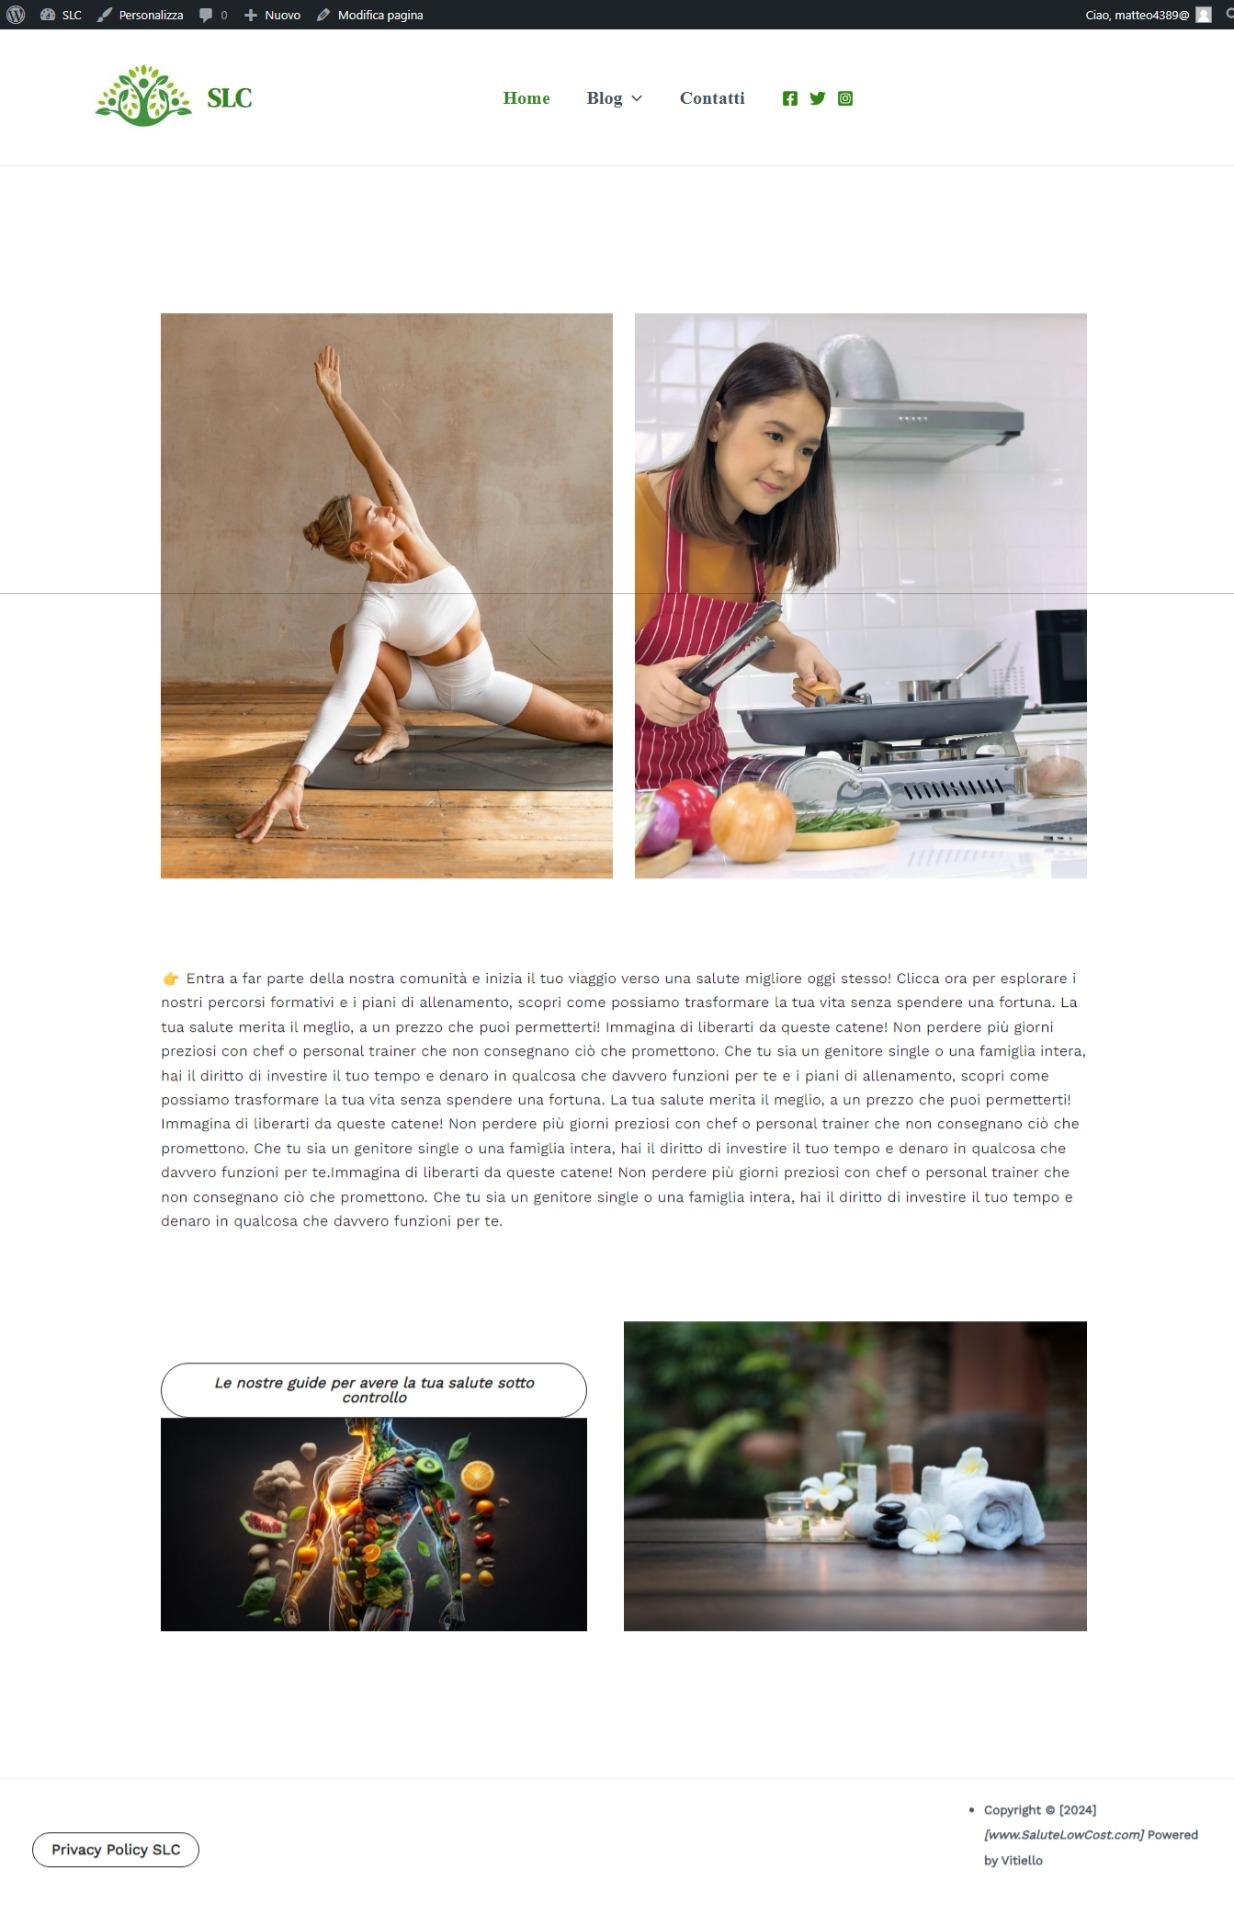 SLC Personalizza 0 Nuovo Modifica pagina Ciao, matteo4389@
SLC Home Blog Contatti
👉 Entra a far parte della nostra comunità e inizia il tuo viaggio verso una salute migliore oggi stesso! Clicca ora per esplorare i
nostri percorsi formativi e i piani di allenamento, scopri come possiamo trasformare la tua vita senza spendere una fortuna. La
tua salute merita il meglio, a un prezzo che puoi permetterti! Immagina di liberarti da queste catene! Non perdere più giorni
preziosi con chef o personal trainer che non consegnano ciò che promettono. Che tu sia un genitore single o una famiglia intera,
hai il diritto di investire il tuo tempo e denaro in qualcosa che davvero funzioni per te e i piani di allenamento, scopri come
possiamo trasformare la tua vita senza spendere una fortuna. La tua salute merita il meglio, a un prezzo che puoi permetterti!
Immagina di liberarti da queste catene! Non perdere più giorni preziosi con chef o personal trainer che non consegnano ciò che
promettono. Che tu sia un genitore single o una famiglia intera, hai il diritto di investire il tuo tempo e denaro in qualcosa che
davvero funzioni per te.Immagina di liberarti da queste catene! Non perdere più giorni preziosi con chef o personal trainer che
non consegnano ciò che promettono. Che tu sia un genitore single o una famiglia intera, hai il diritto di investire il tuo tempo e
denaro in qualcosa che davvero funzioni per te.
Le nostre guide per avere la tua salute sotto
controllo
Privacy Policy SLC
• Copyright © [2024]
[www.SaluteLowCost.com] Powered
by Vitiello